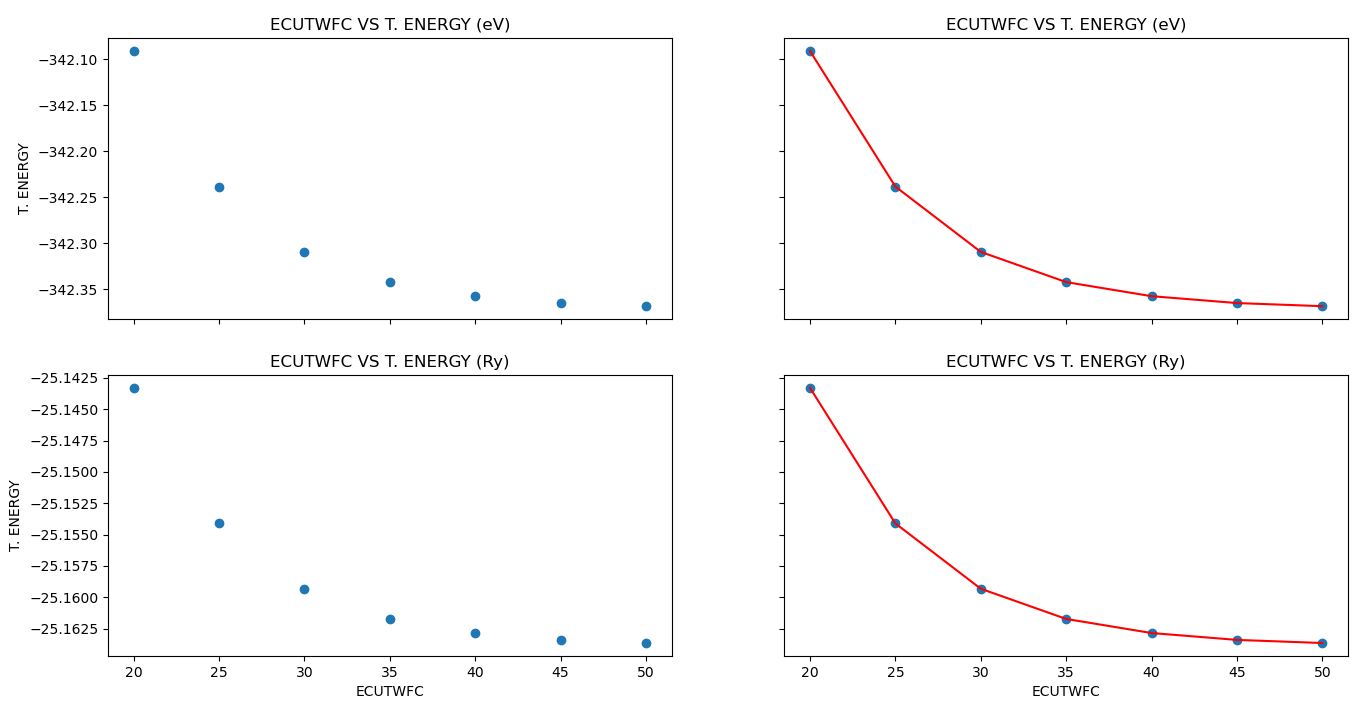 ECUTWFC VS T. ENERGY (eV)
ECUTWFC VS T. ENERGY (eV)
T. ENERGY
−342.10
−342.15
−342.20
−342.25
−342.30
−342.35
ECUTWFC VS T. ENERGY (Ry)
ECUTWFC VS T. ENERGY (Ry)
T. ENERGY
−25.1425
−25.1450
−25.1475
−25.1500
−25.1525
−25.1550
−25.1575
−25.1600
−25.1625
20 25 30 35 40 45 50
20 25 30 35 40 45 50
ECUTWFC
ECUTWFC